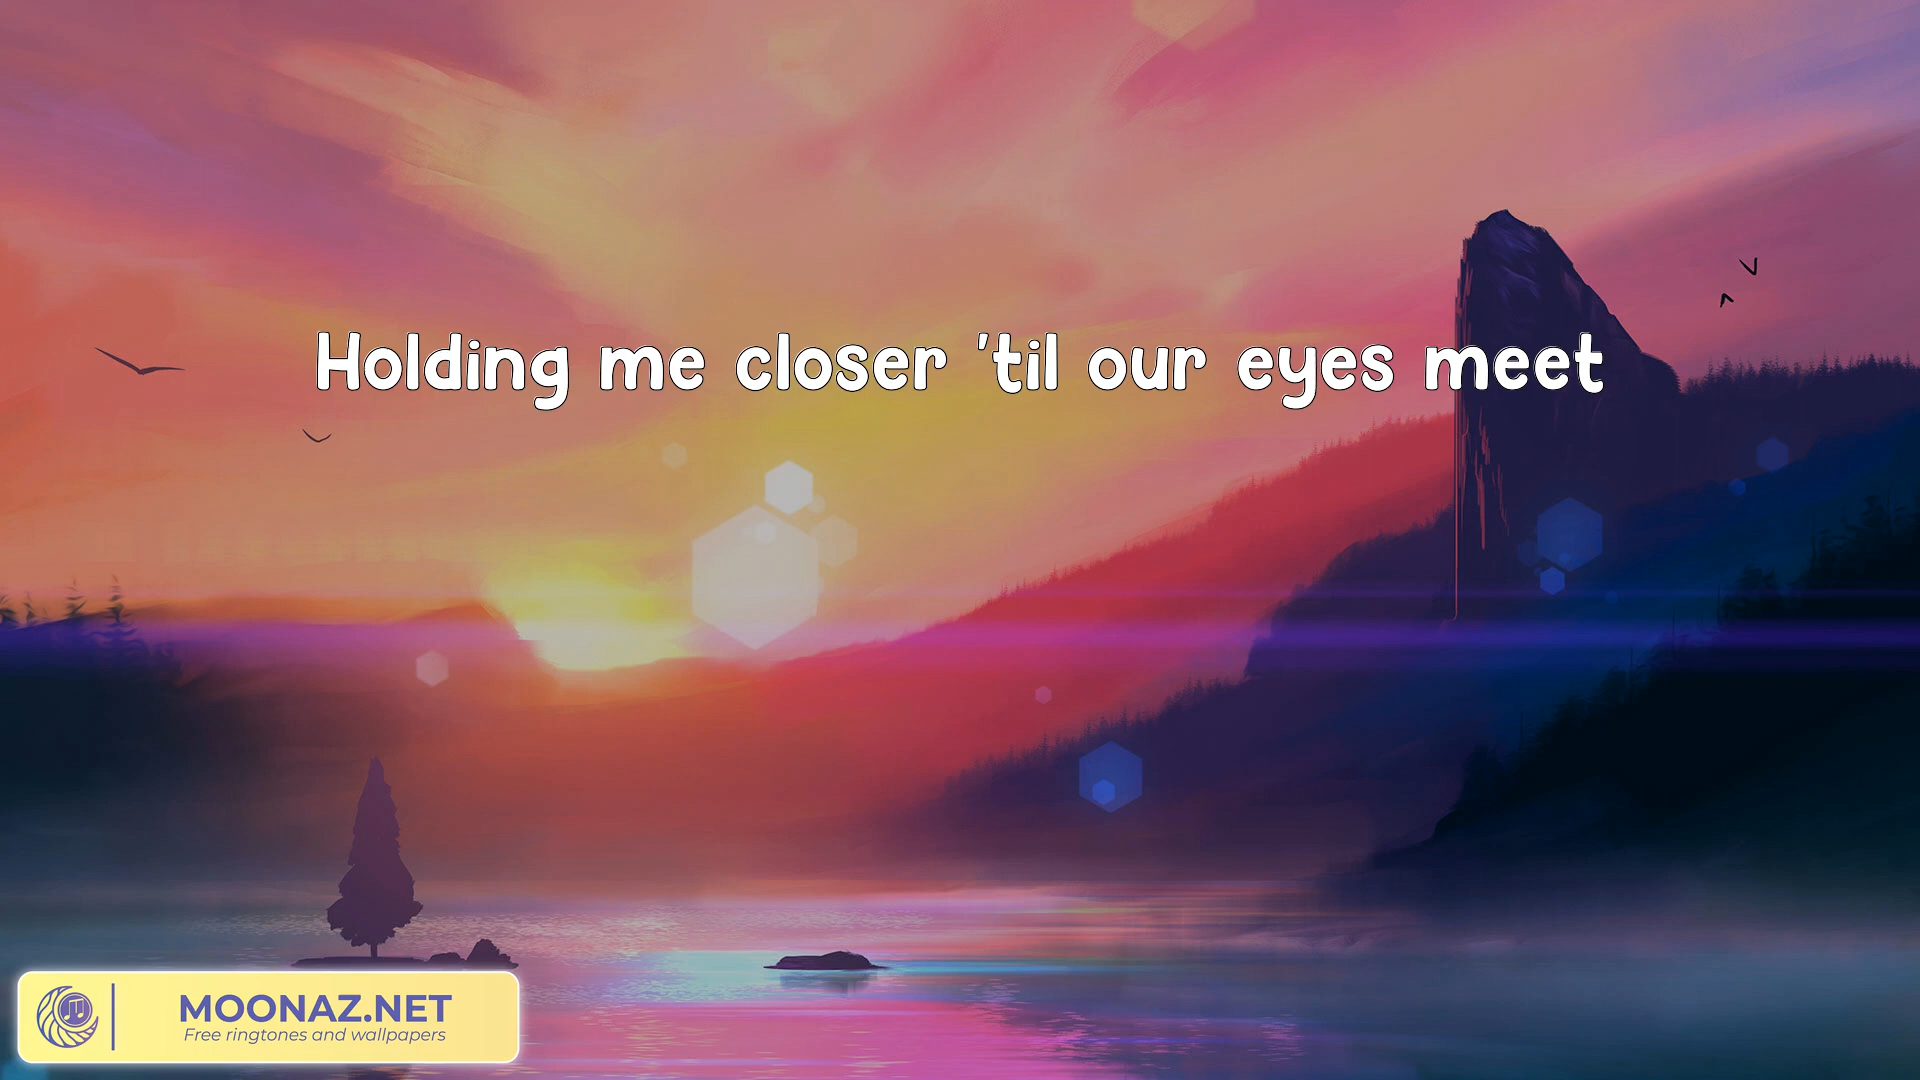 Holding me closer 'til our eyes meet
MOONAZ.NET
Free ringtones and wallpapers